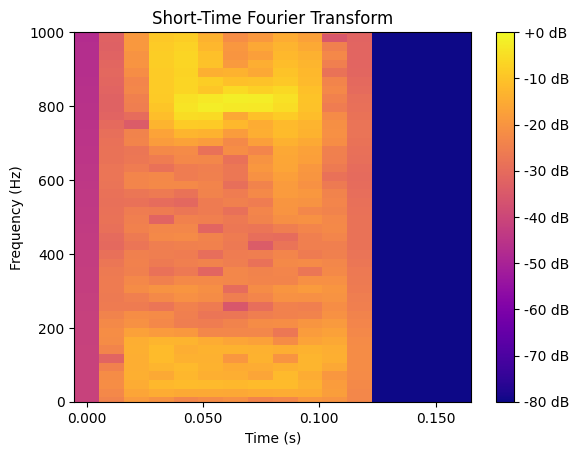 Short-Time Fourier Transform
Frequency (Hz)
1000
800
600
400
200
0
0.000
0.050
0.100
0.150
Time (s)
+0 dB
-10 dB
-20 dB
-30 dB
-40 dB
-50 dB
-60 dB
-70 dB
-80 dB